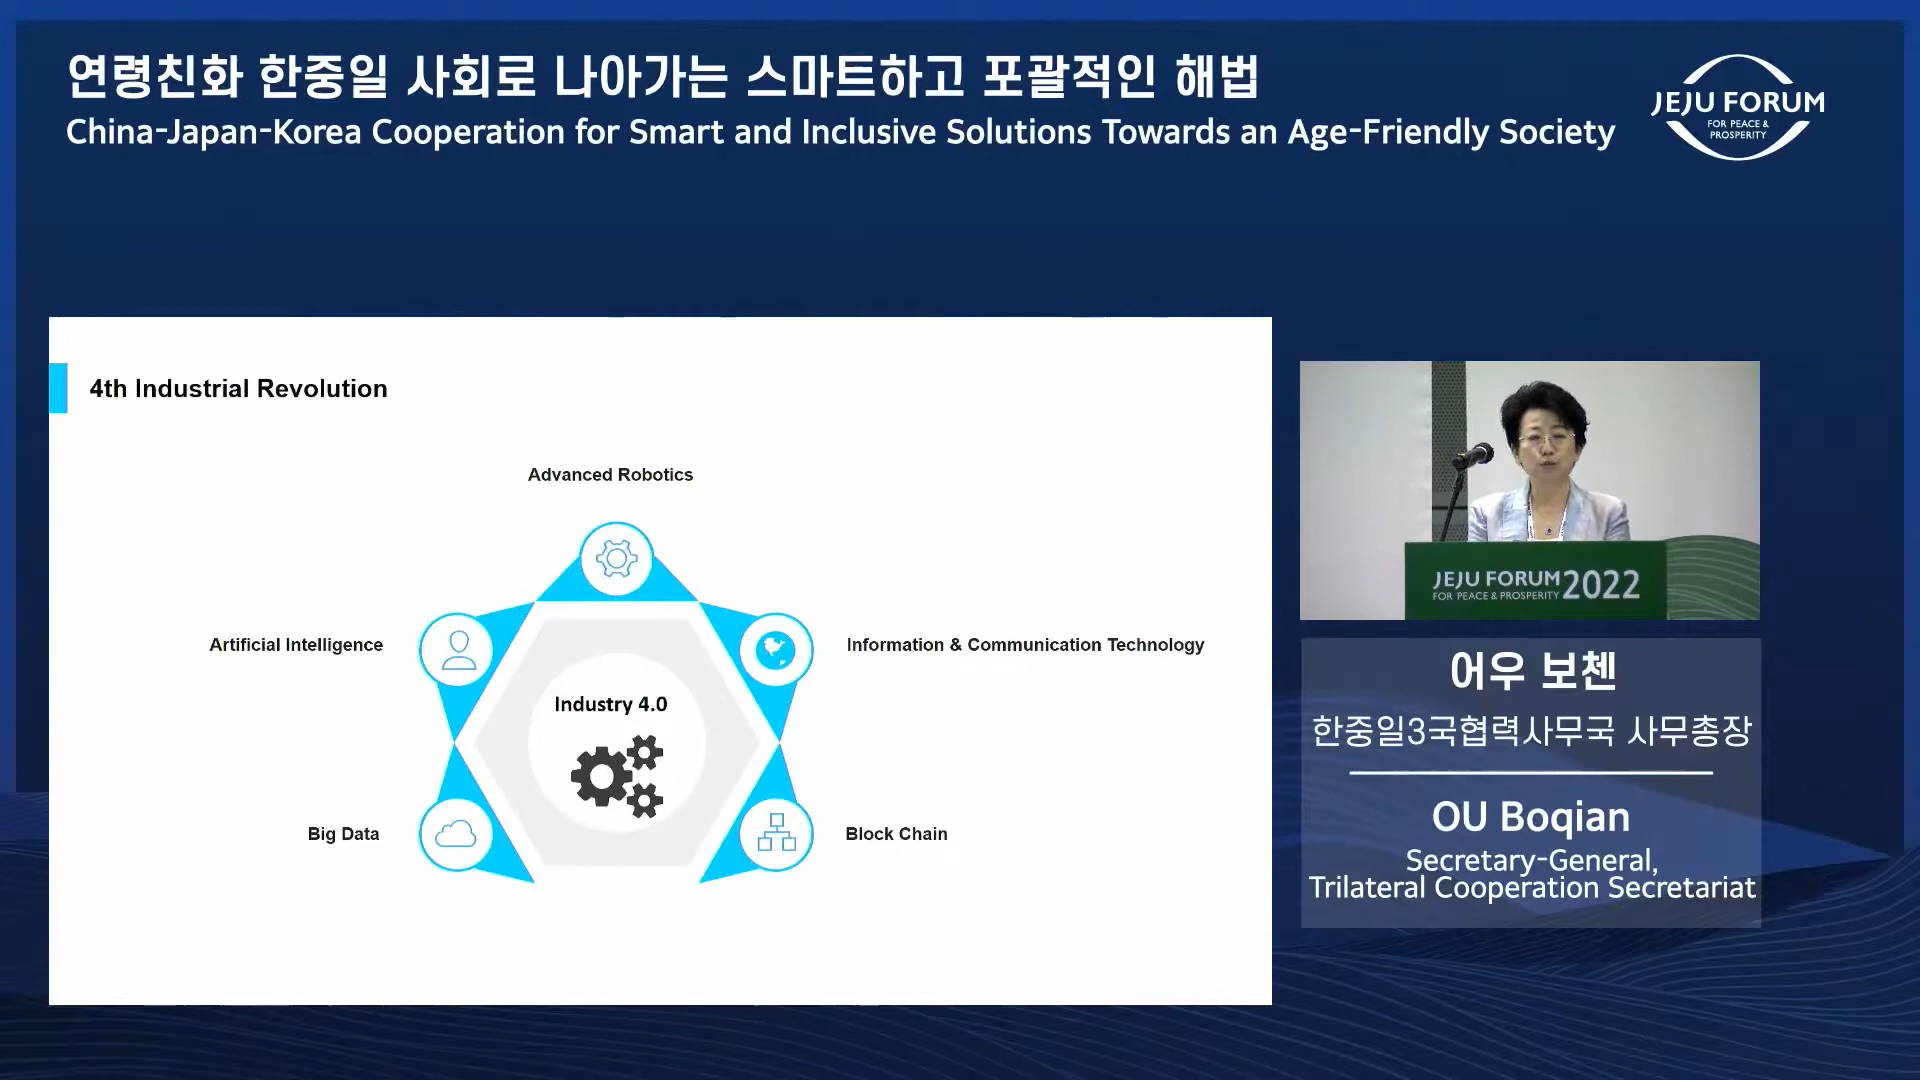 연령친화 한중일 사회로 나아가는 스마트하고 포괄적인 해법
China-Japan-Korea Cooperation for Smart and Inclusive Solutions Towards an Age-Friendly Society
JEJU FORUM
FOR PEACE &
PROSPERITY
4th Industrial Revolution
Advanced Robotics
Artificial Intelligence
Information & Communication Technology
Industry 4.0
Big Data
Block Chain
JEJU FORUM 2022
FOR PEACE & PROSPERITY
어우 보첸
한중일3국협력사무국 사무총장
OU Boqian
Secretary-General,
Trilateral Cooperation Secretariat